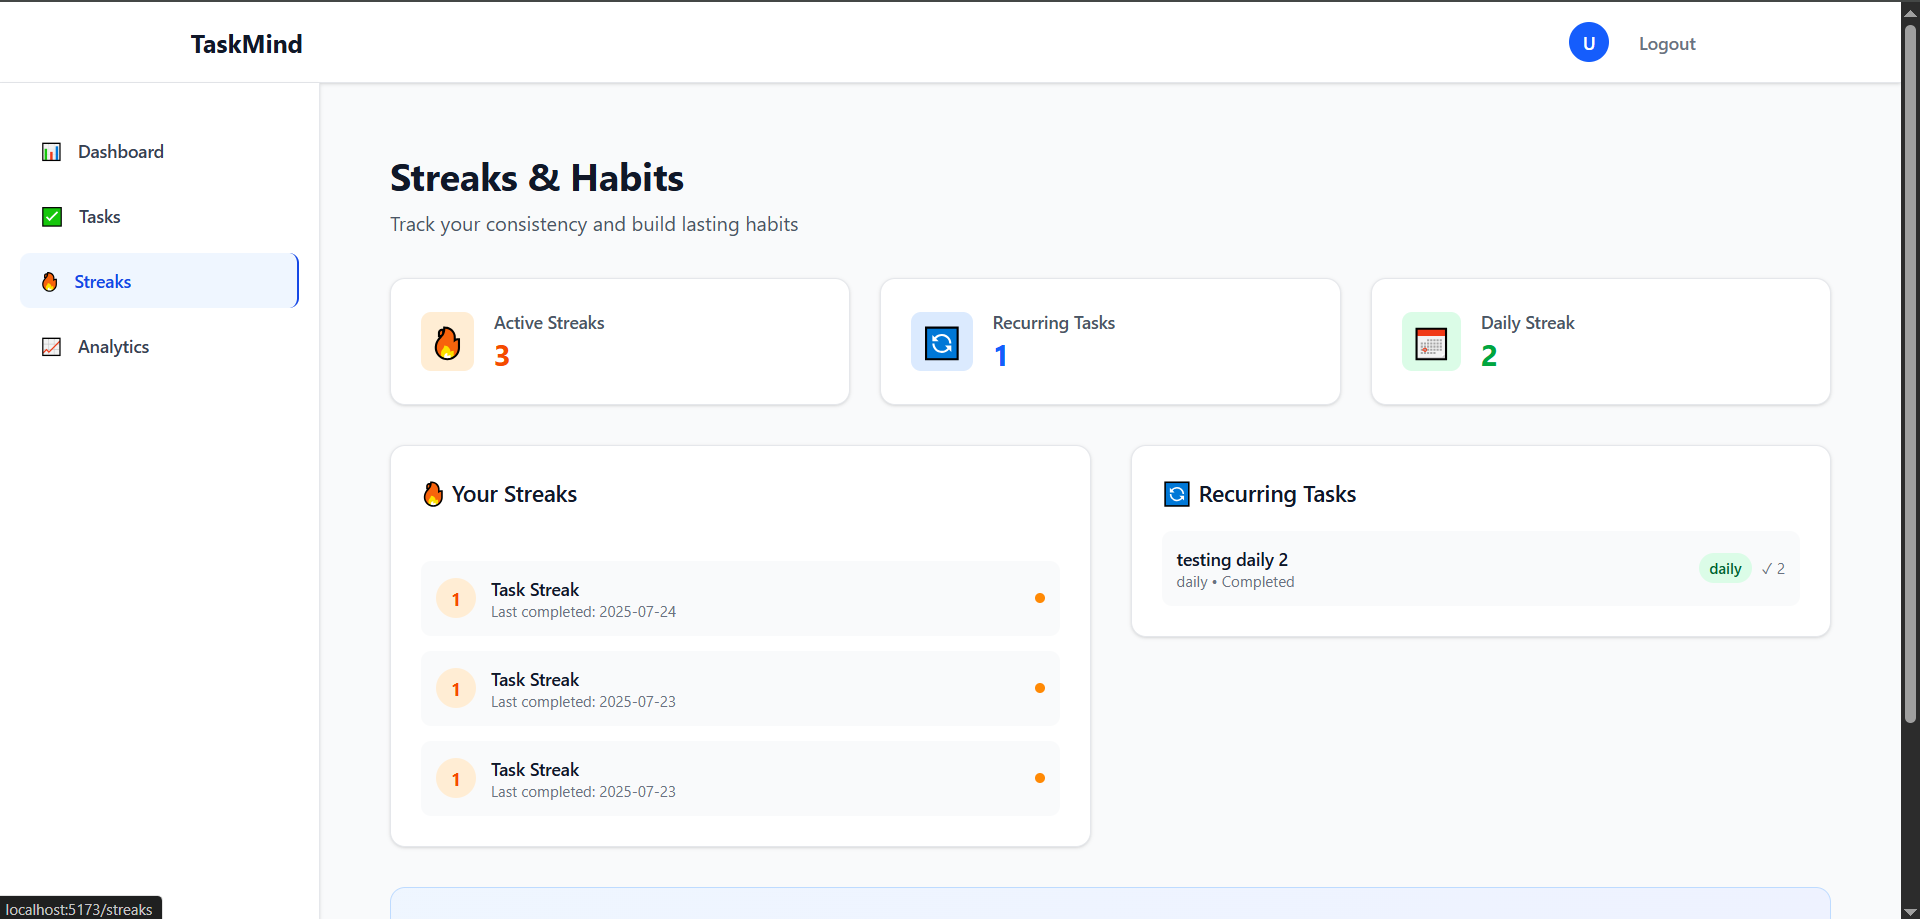 TaskMind
U
Logout
Dashboard
Tasks
Streaks
Analytics
Streaks & Habits
Track your consistency and build lasting habits
Active Streaks
3
Recurring Tasks
1
Daily Streak
2
Your Streaks
1
Task Streak
Last completed: 2025-07-24
1
Task Streak
Last completed: 2025-07-23
1
Task Streak
Last completed: 2025-07-23
Recurring Tasks
testing daily 2
daily • Completed
daily
✓ 2
localhost:5173/streaks